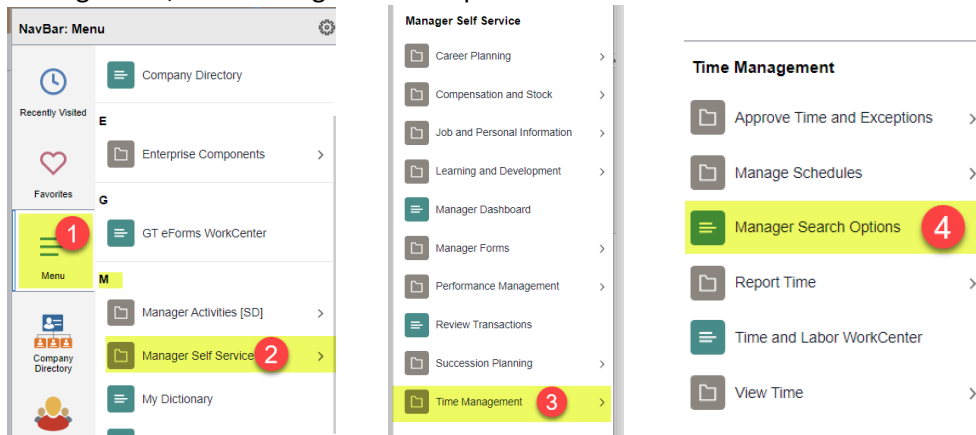 NavBar: Menu
Recently Visited
Favorites
1
Menu
Company
Directory
Company Directory
E
Enterprise Components
G
GT eForms WorkCenter
M
Manager Activities [SD]
Manager Self Service 2
My Dictionary
Manager Self Service
Career Planning
Compensation and Stock
Job and Personal Information
Learning and Development
Manager Dashboard
Manager Forms
Performance Management
Review Transactions
Succession Planning
Time Management 3
Time Management
Approve Time and Exceptions
Manage Schedules
Manager Search Options 4
Report Time
Time and Labor WorkCenter
View Time